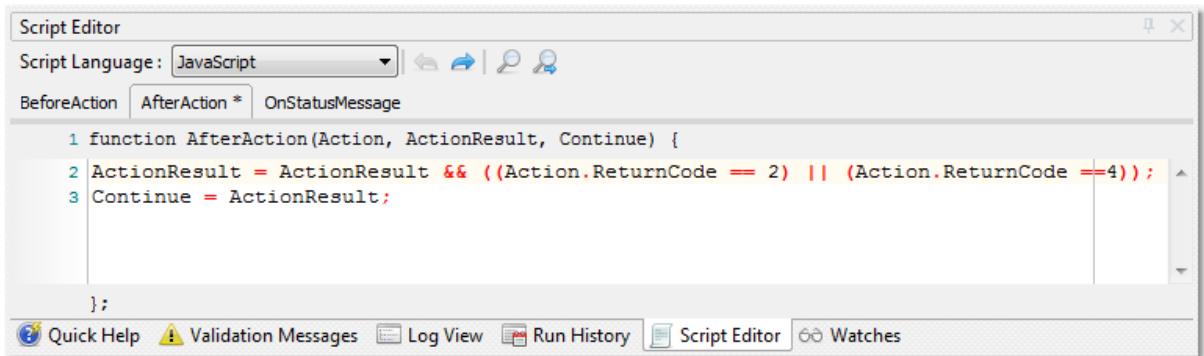 Script Editor
Script Language : JavaScript
BeforeAction AfterAction * OnStatusMessage
1 function AfterAction(Action, ActionResult, Continue) {
2 ActionResult = ActionResult && ((Action.ReturnCode == 2) || (Action.ReturnCode ==4));
3 Continue = ActionResult;
};
Quick Help Validation Messages Log View Run History Script Editor Watches